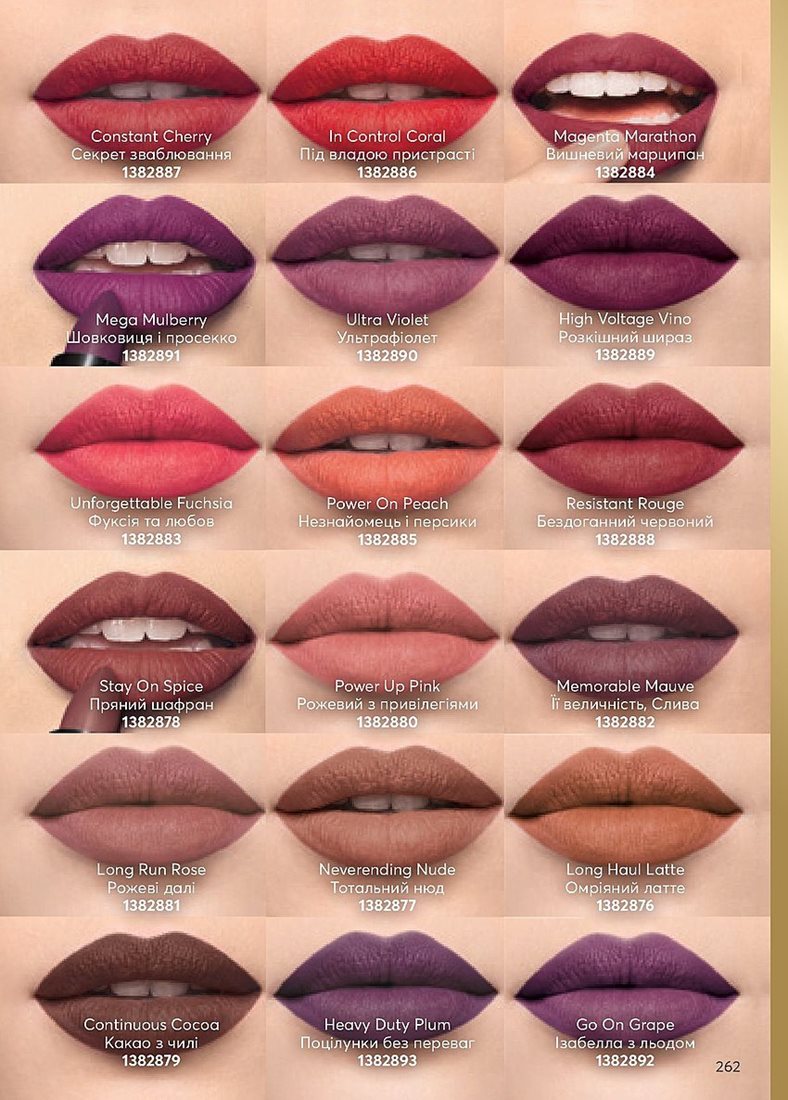 Constant Cherry
Секрет зваблювання
1382887
In Control Coral
Під владою пристрасті
1382886
Magenta Marathon
Вишневий марципан
1382884
Mega Mulberry
Шовковиця і просекко
1382891
Ultra Violet
Ультрафіолет
1382890
High Voltage Vino
Розкішний шираз
1382889
Unforgettable Fuchsia
Фуксія та любов
1382883
Power On Peach
Незнайомець і персики
1382885
Resistant Rouge
Бездоганний червоний
1382888
Stay On Spice
Пряний шафран
1382878
Power Up Pink
Рожевий з привілегіями
1382880
Memorable Mauve
Її величність, Слива
1382882
Long Run Rose
Рожеві далі
1382881
Neverending Nude
Тотальний нюд
1382877
Long Haul Latte
Омріяний латте
1382876
Continuous Cocoa
Какао з чилі
1382879
Heavy Duty Plum
Поцілунки без переваг
1382893
Go On Grape
Ізабелла з льодом
1382892
262